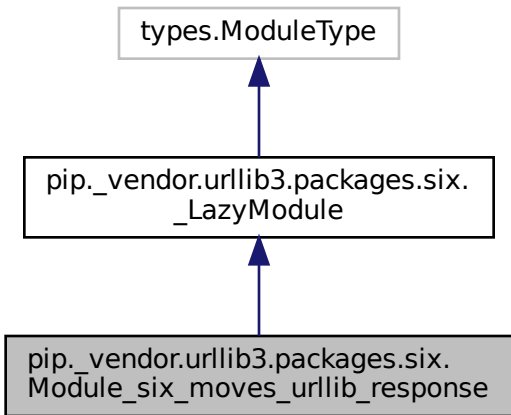 types.ModuleType
pip._vendor.urllib3.packages.six.
_LazyModule
pip._vendor.urllib3.packages.six.
Module_six_moves_urllib_response